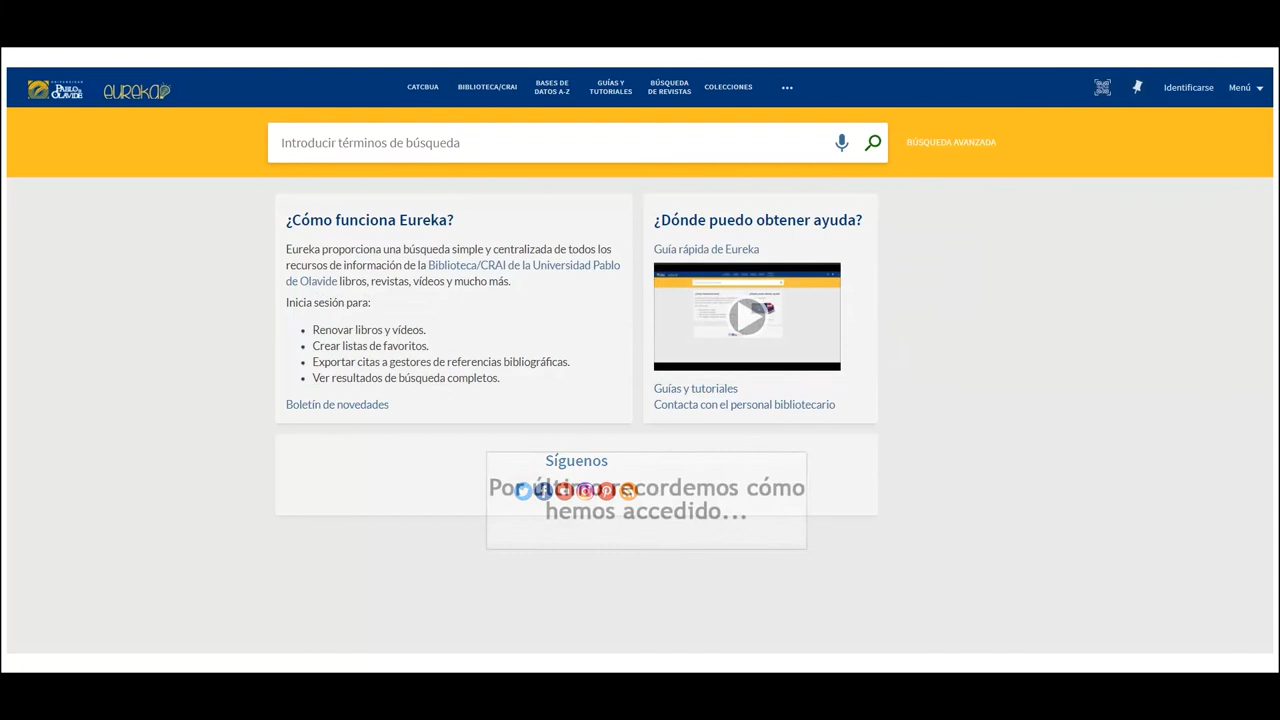 UNIVERSIDAD
PABLO DE
OLAVIDE
eureka
CATCBUA
BIBLIOTECA/CRAI
BASES DE
DATOS A-Z
GUÍAS Y
TUTORIALES
BÚSQUEDA
DE REVISTAS
COLECCIONES
...
Identificarse
Menú
Introducir términos de búsqueda
BÚSQUEDA AVANZADA
¿Cómo funciona Eureka?
Eureka proporciona una búsqueda simple y centralizada de todos los
recursos de información de la Biblioteca/CRAI de la Universidad Pablo
de Olavide libros, revistas, vídeos y mucho más.
Inicia sesión para:
• Renovar libros y vídeos.
• Crear listas de favoritos.
• Exportar citas a gestores de referencias bibliográficas.
• Ver resultados de búsqueda completos.
Boletín de novedades
¿Dónde puedo obtener ayuda?
Guía rápida de Eureka
Guías y tutoriales
Contacta con el personal bibliotecario
Síguenos
Por último recordemos cómo
hemos accedido...